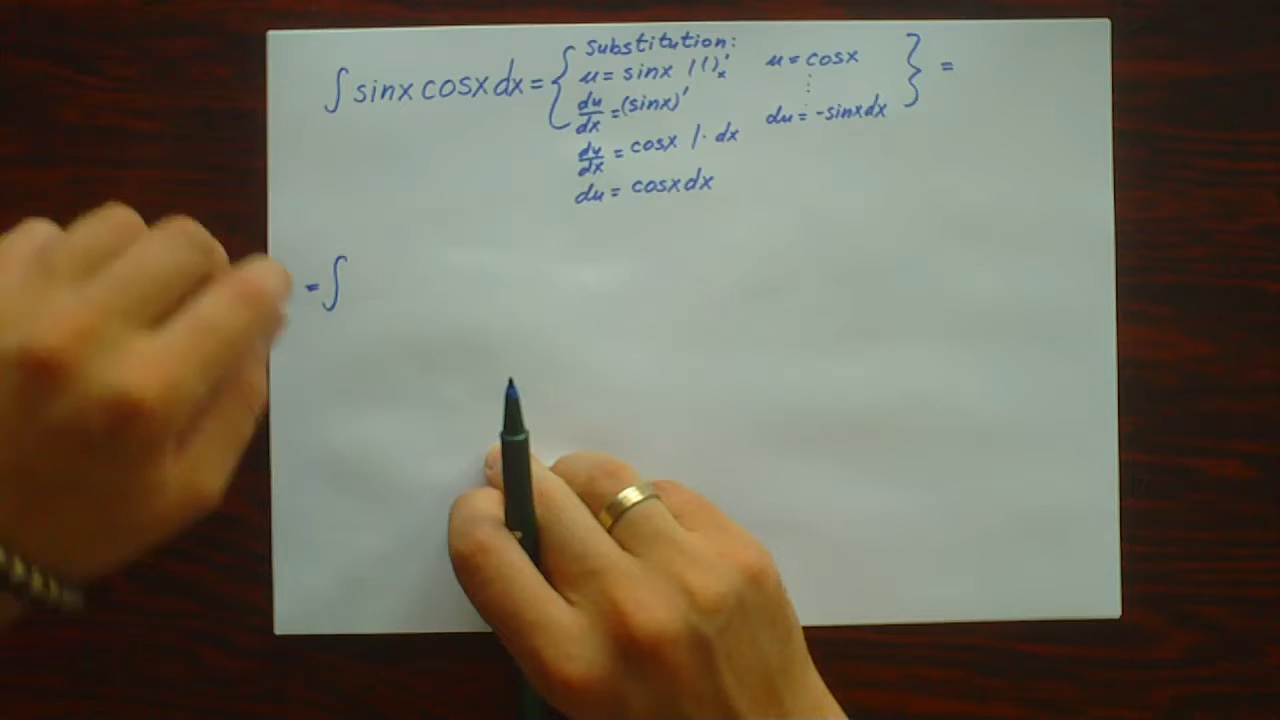 ∫ sinx cosx dx = { Substitution:
u = sinx |()'ₓ u = cosx } =
du/dx = (sinx)' ⋮
du/dx = cosx |· dx du = -sinxdx
du = cosxdx
= ∫